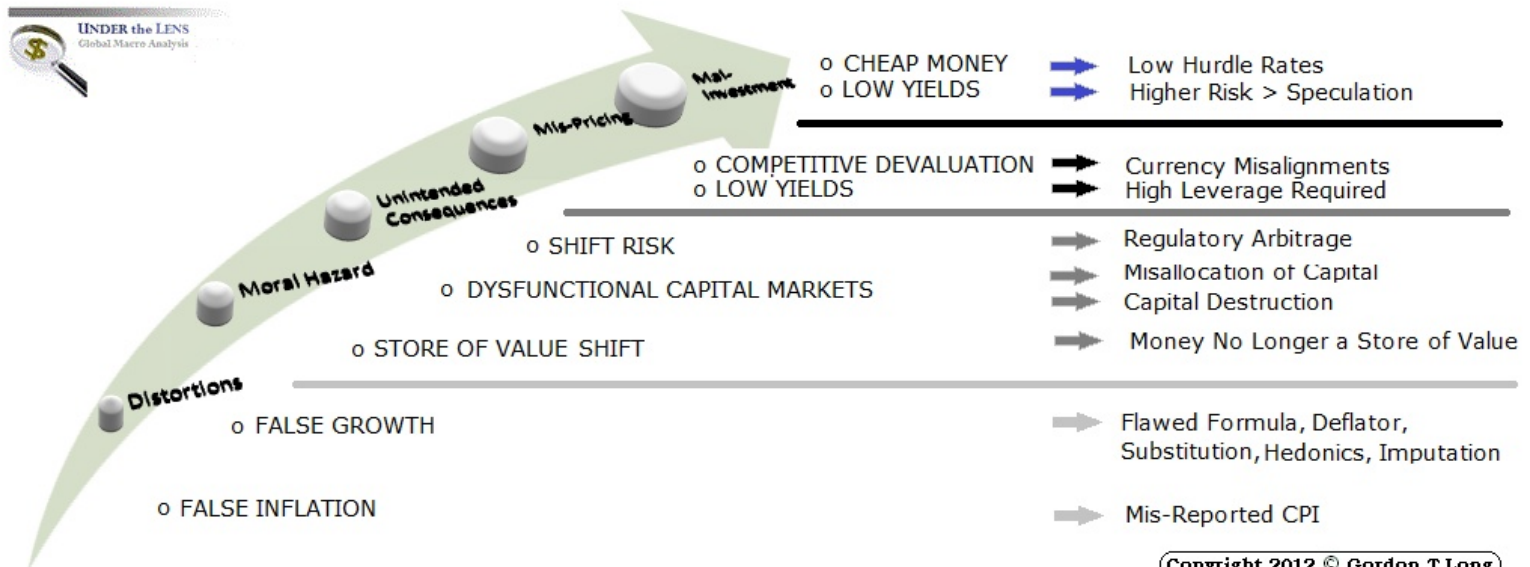 UNDER the LENS
Global Macro Analysis
Mal-
Investment
o CHEAP MONEY
Low Hurdle Rates
o LOW YIELDS
Higher Risk > Speculation
Mis-Pricing
o COMPETITIVE DEVALUATION
Currency Misalignments
o LOW YIELDS
High Leverage Required
Unintended
Consequences
o SHIFT RISK
Regulatory Arbitrage
Moral Hazard
Misallocation of Capital
o DYSFUNCTIONAL CAPITAL MARKETS
Capital Destruction
o STORE OF VALUE SHIFT
Money No Longer a Store of Value
Distortions
o FALSE GROWTH
Flawed Formula, Deflator,
Substitution, Hedonics, Imputation
o FALSE INFLATION
Mis-Reported CPI
Copyright 2012 © Gordon T Long